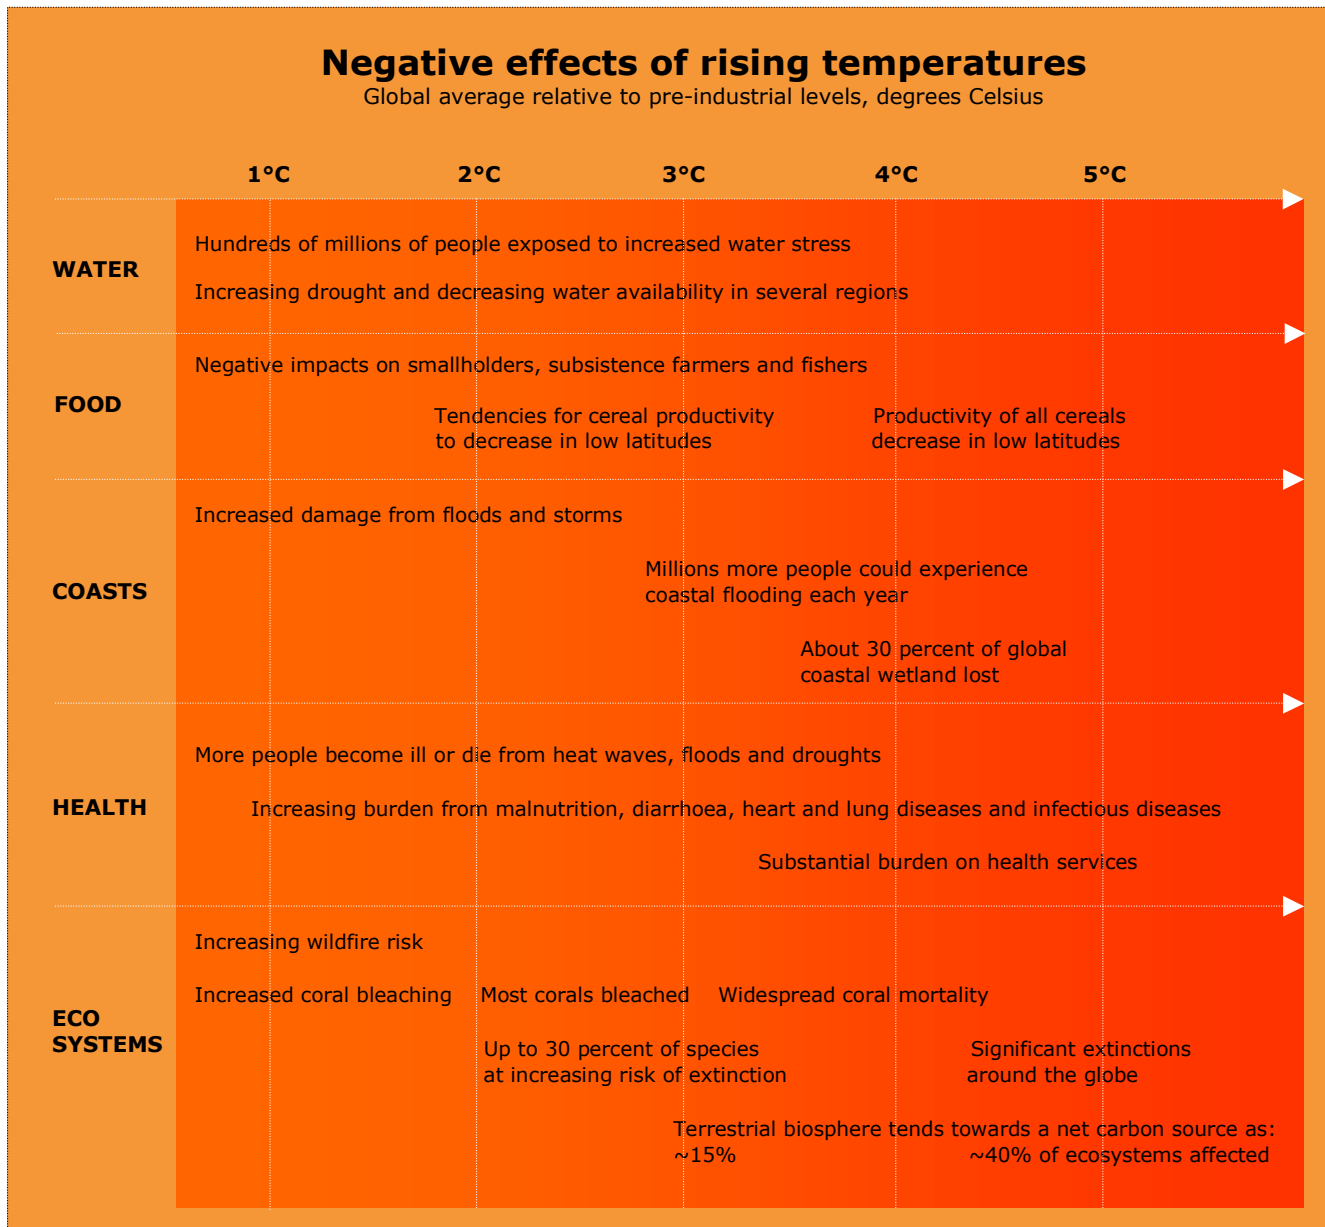 Negative effects of rising temperatures
Global average relative to pre-industrial levels, degrees Celsius
1°C 2°C 3°C 4°C 5°C
WATER
Hundreds of millions of people exposed to increased water stress
Increasing drought and decreasing water availability in several regions
FOOD
Negative impacts on smallholders, subsistence farmers and fishers
Tendencies for cereal productivity
to decrease in low latitudes
Productivity of all cereals
decrease in low latitudes
COASTS
Increased damage from floods and storms
Millions more people could experience
coastal flooding each year
About 30 percent of global
coastal wetland lost
HEALTH
More people become ill or die from heat waves, floods and droughts
Increasing burden from malnutrition, diarrhoea, heart and lung diseases and infectious diseases
Substantial burden on health services
ECO
SYSTEMS
Increasing wildfire risk
Increased coral bleaching Most corals bleached Widespread coral mortality
Up to 30 percent of species
at increasing risk of extinction
Significant extinctions
around the globe
Terrestrial biosphere tends towards a net carbon source as:
~15% ~40% of ecosystems affected